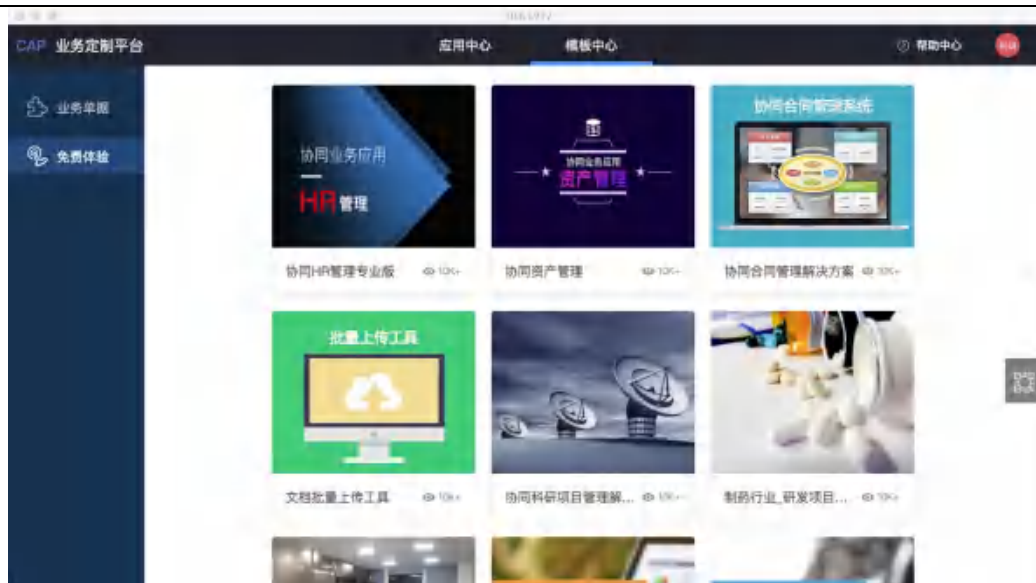 CAP 业务定制平台
应用中心
模板中心
帮助中心
业务单据
免费体验
协同业务应用
HR管理
协同业务应用
资产管理
协同合同管理系统
协同HR管理专业版 10K+
协同资产管理 10K+
协同合同管理解决方案 10K+
批量上传工具
文档批量上传工具 10K+
协同科研项目管理解... 10K+
制药行业_研发项目... 10K+